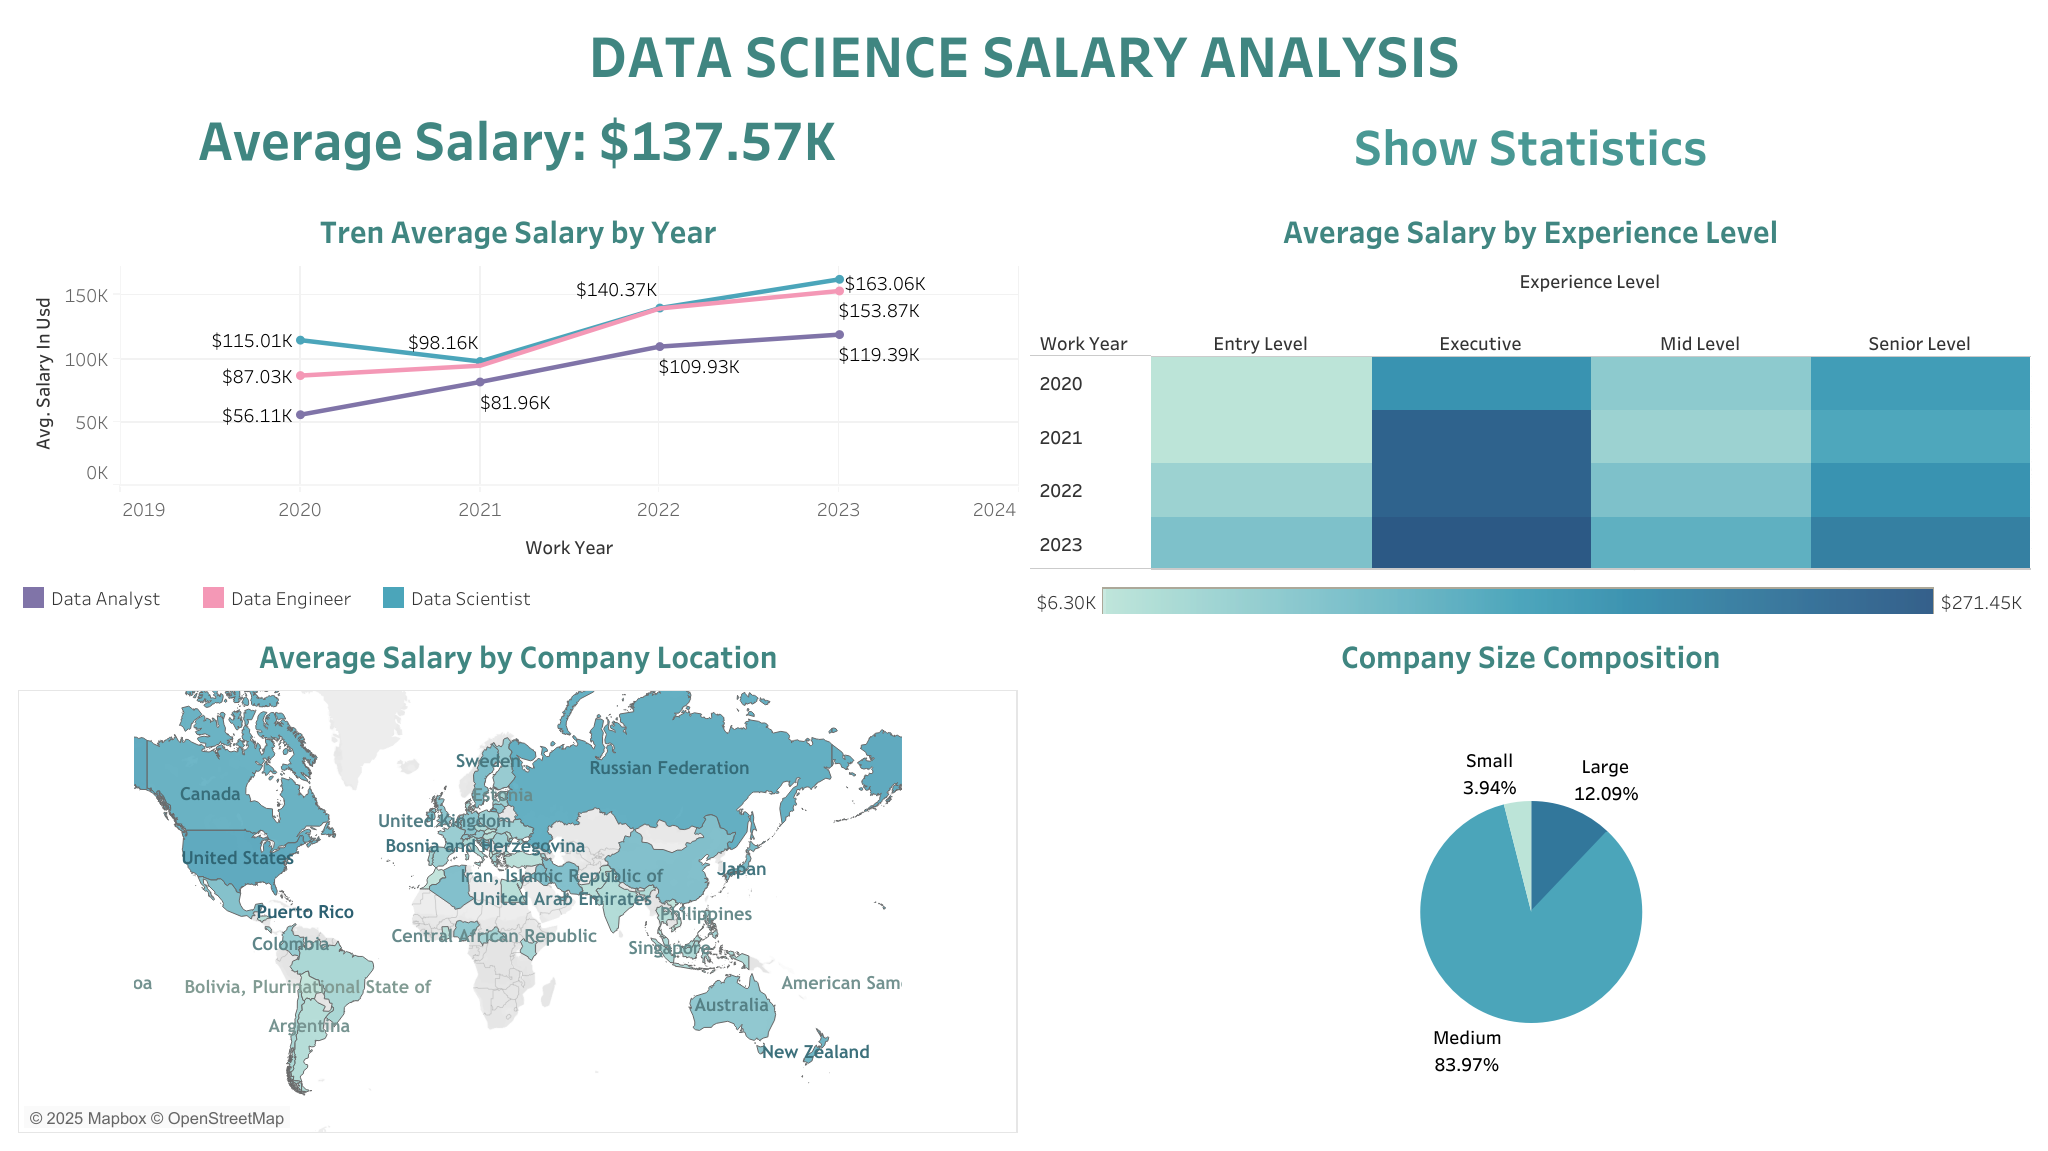 DATA SCIENCE SALARY ANALYSIS
Average Salary: $137.57K
Show Statistics
Tren Average Salary by Year
Avg. Salary In Usd
150K
100K
50K
0K
$115.01K
$87.03K
$56.11K
$98.16K
$81.96K
$140.37K
$109.93K
$163.06K
$153.87K
$119.39K
2019 2020 2021 2022 2023 2024
Work Year
Data Analyst
Data Engineer
Data Scientist
Average Salary by Experience Level
Experience Level
Work Year Entry Level Executive Mid Level Senior Level
2020
2021
2022
2023
$6.30K
$271.45K
Average Salary by Company Location
Sweden
Russian Federation
Canada
Estonia
United Kingdom
Bosnia and Herzegovina
United States
Japan
Iran, Islamic Republic of
United Arab Emirates
Puerto Rico
Philippines
Central African Republic
Colombia
Singapore
oa
American Samo
Bolivia, Plurinational State of
Australia
Argentina
New Zealand
© 2025 Mapbox © OpenStreetMap
Company Size Composition
Small
3.94%
Large
12.09%
Medium
83.97%